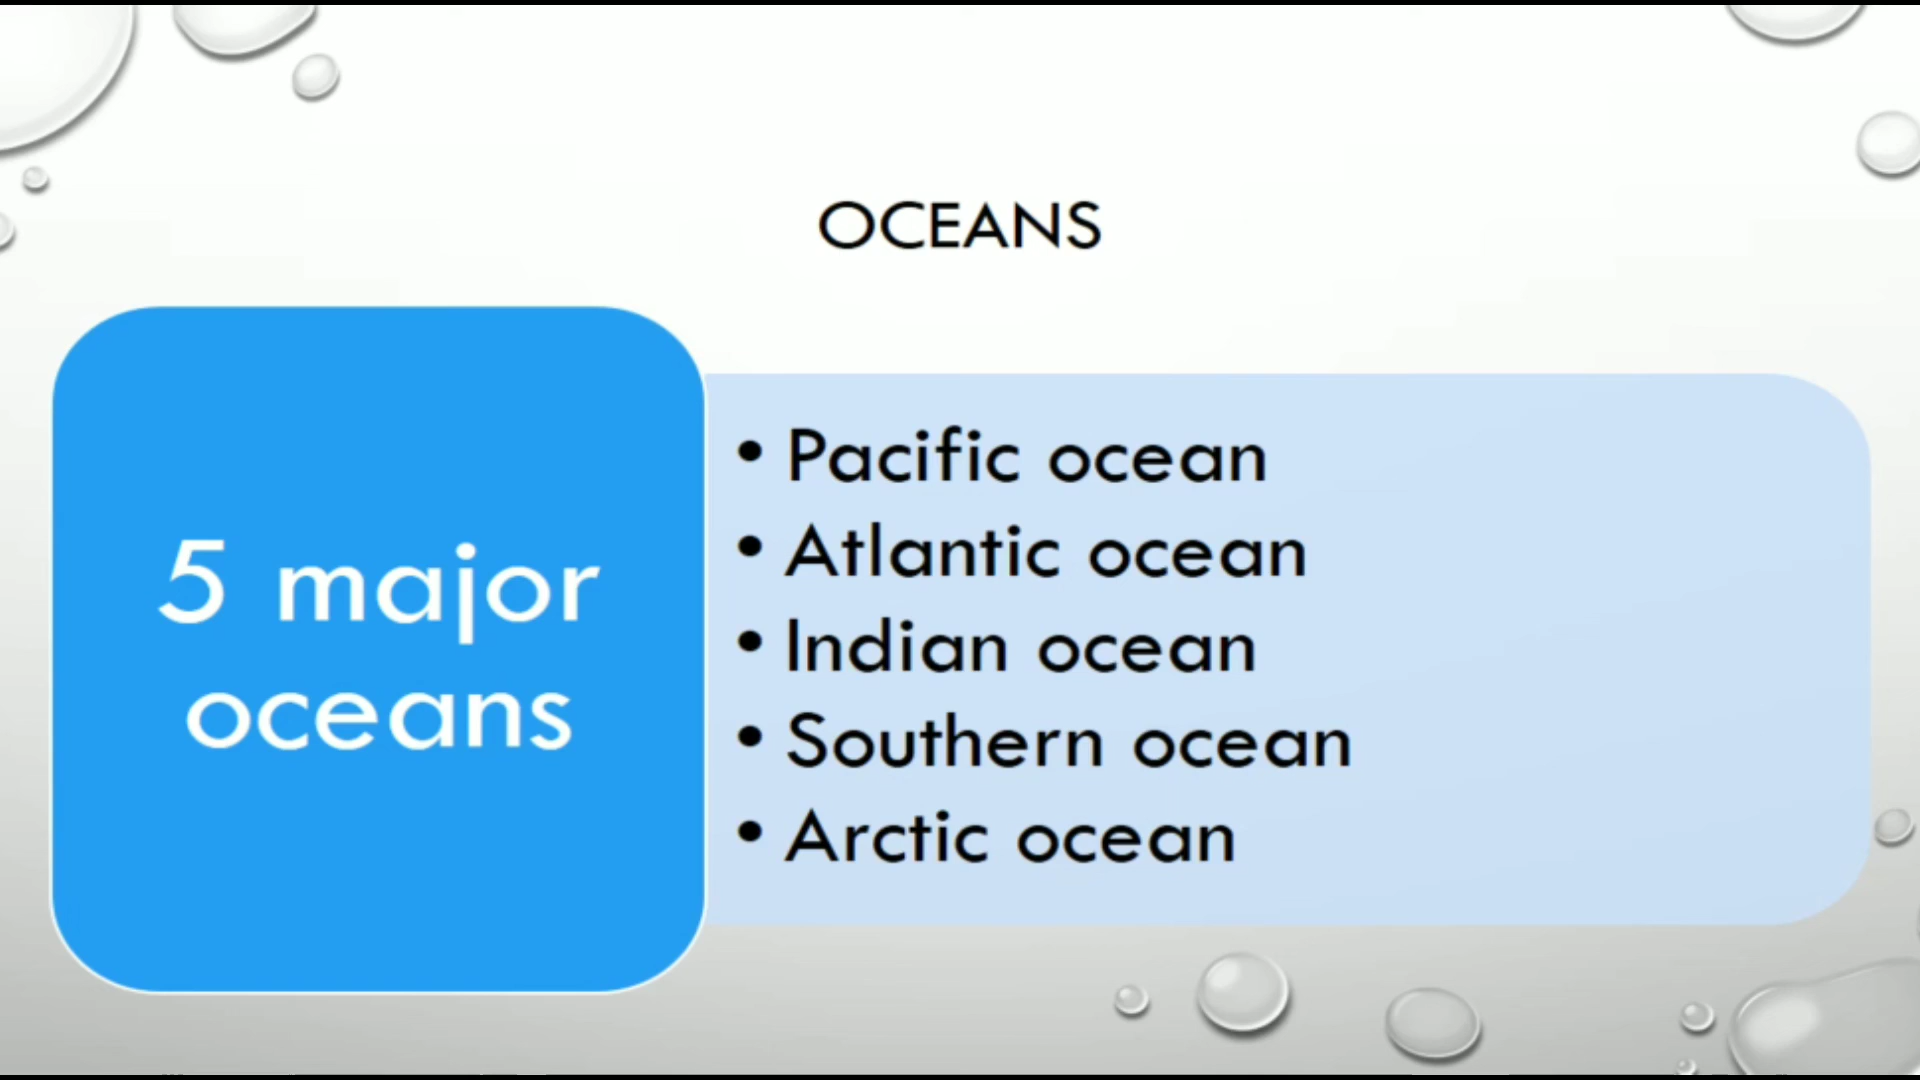 OCEANS
5 major
oceans
• Pacific ocean
• Atlantic ocean
• Indian ocean
• Southern ocean
• Arctic ocean